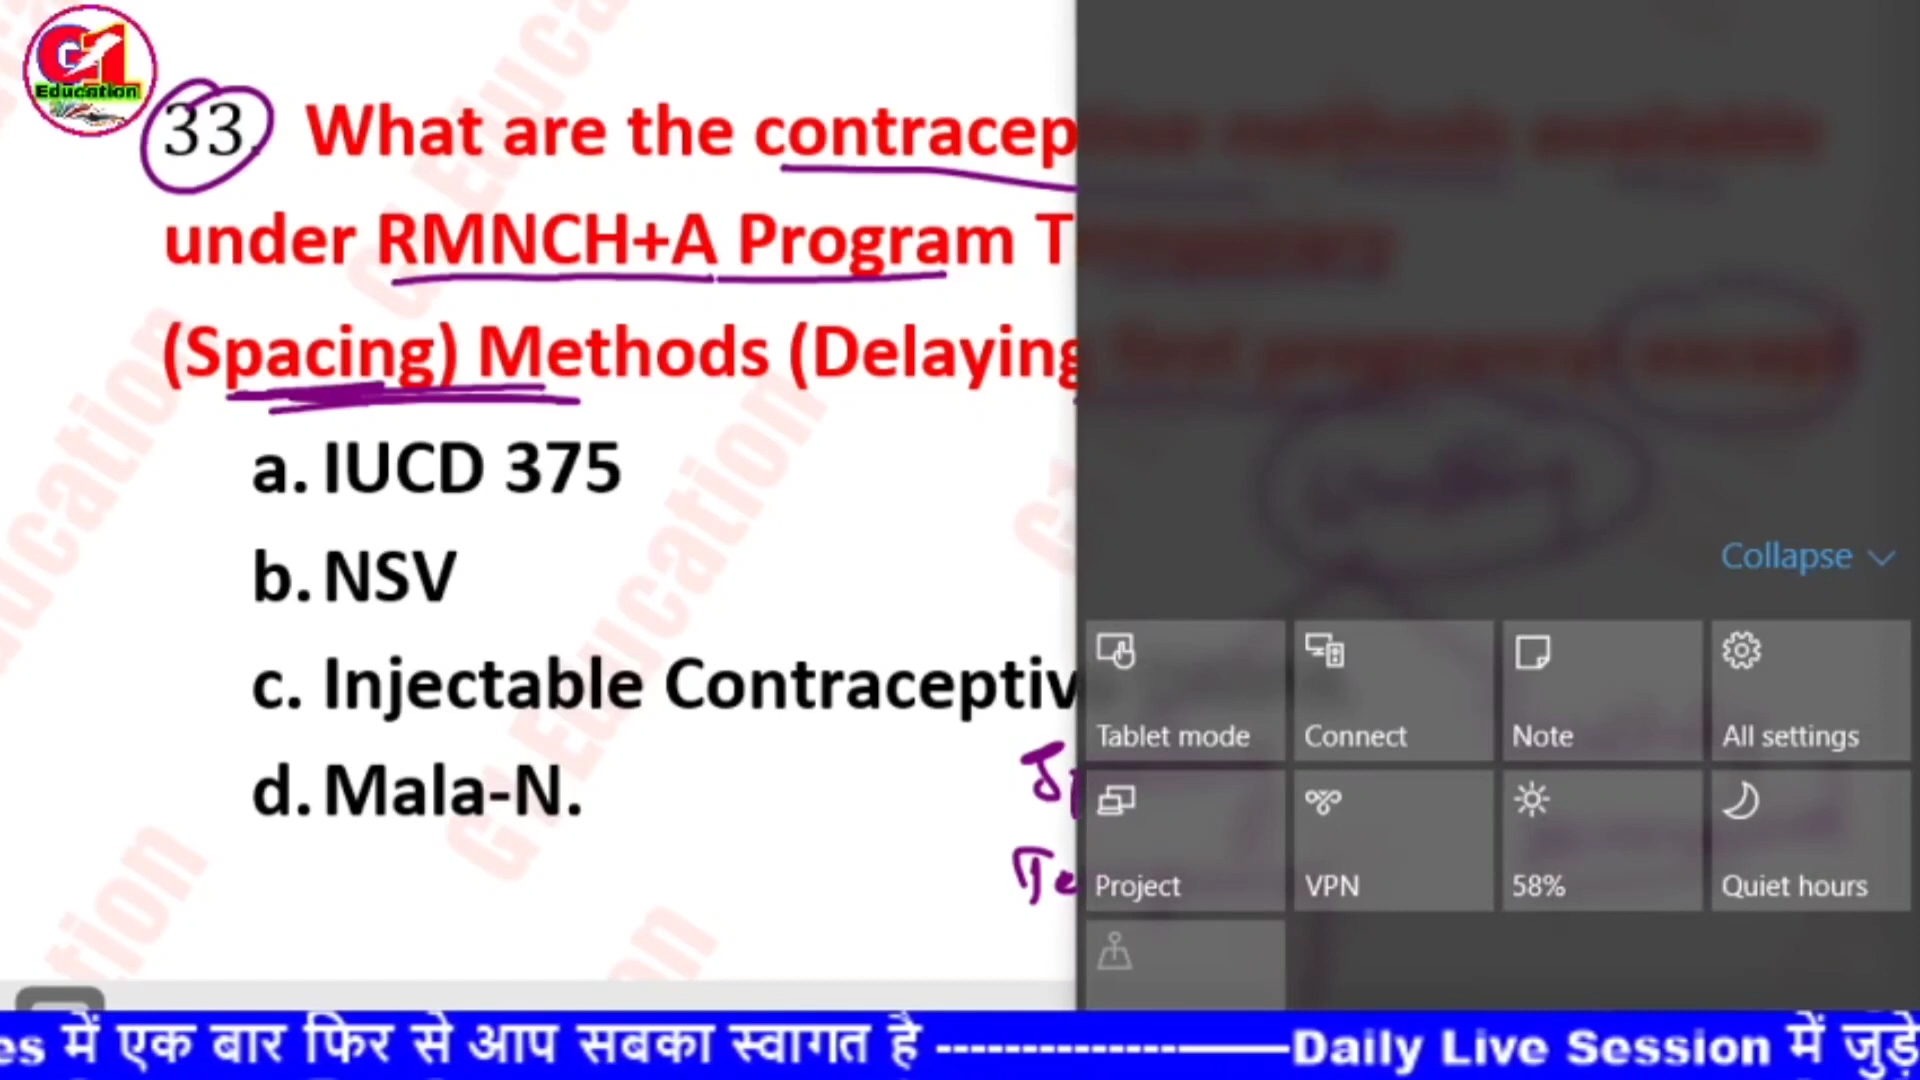 G1
Education
33. What are the contracep
under RMNCH+A Program T
(Spacing) Methods (Delaying
a. IUCD 375
b. NSV
c. Injectable Contraceptiv
d. Mala-N.
Collapse
Tablet mode
Connect
Note
All settings
Project
VPN
58%
Quiet hours
G1 Education
es में एक बार फिर से आप सबका स्वागत है ---------------------Daily Live Session में जुड़े